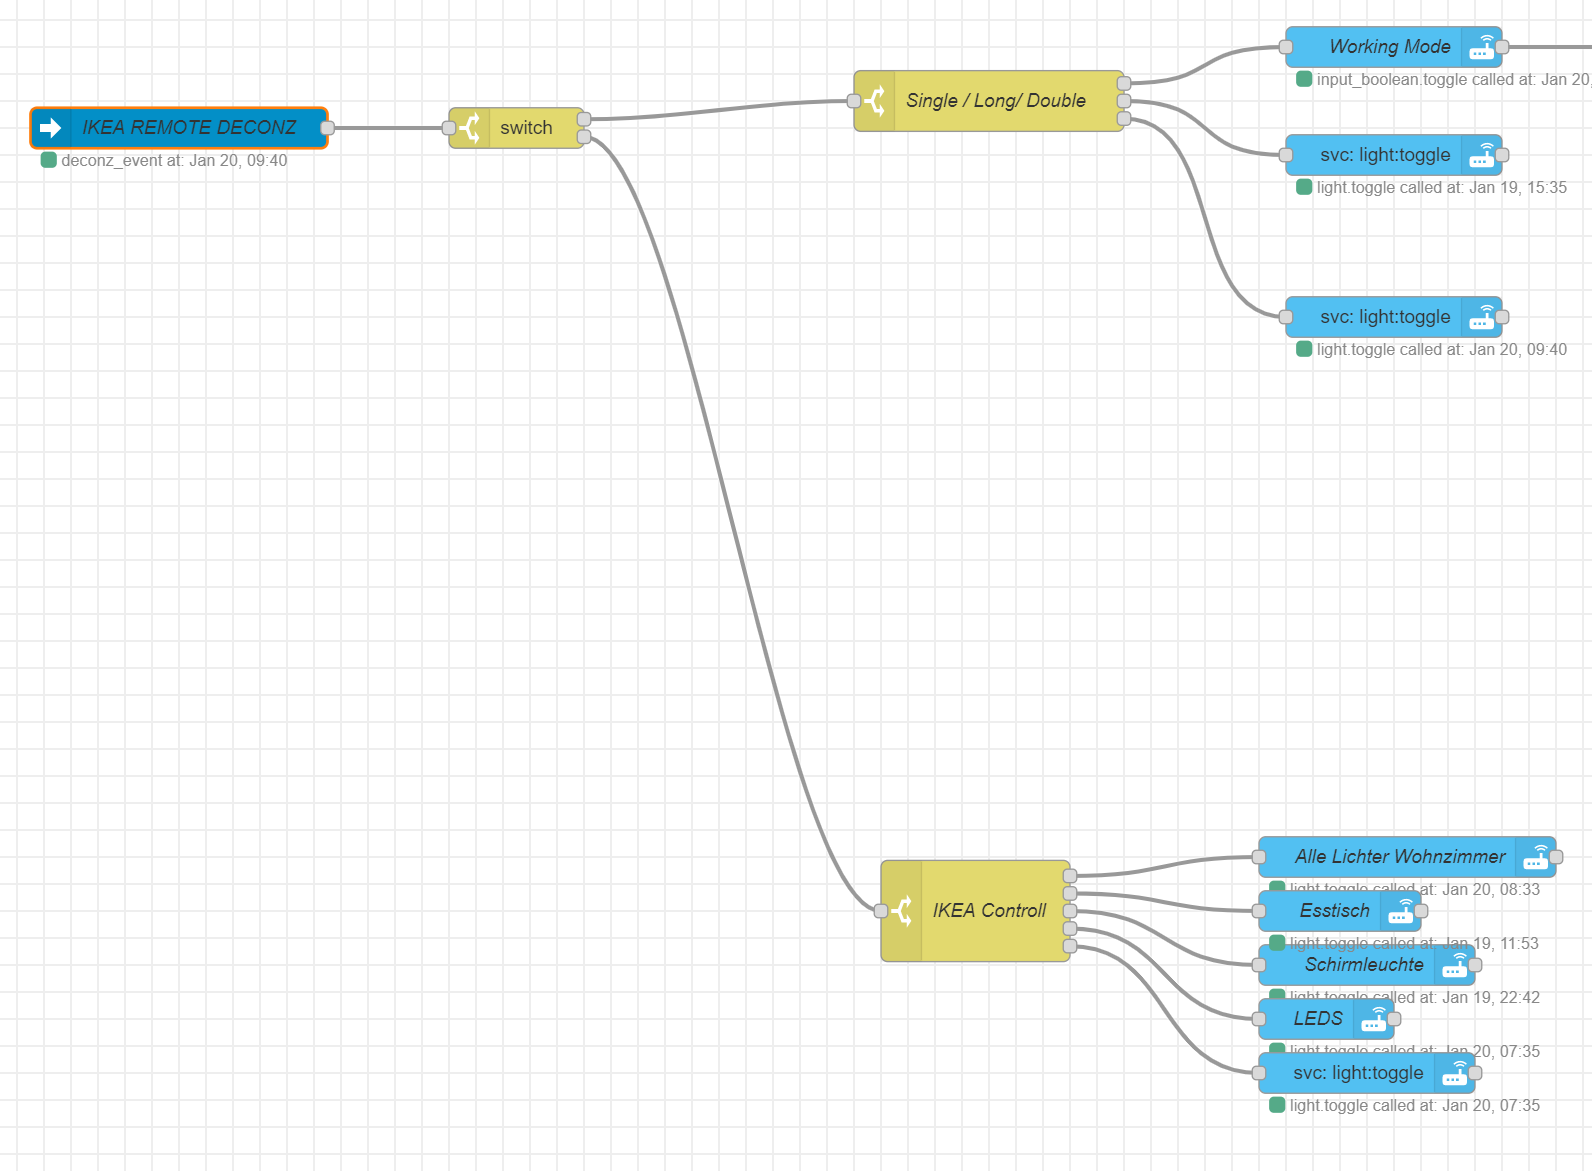 Working Mode
input_boolean.toggle called at: Jan 20,
IKEA REMOTE DECONZ
deconz_event at: Jan 20, 09:40
switch
Single / Long/ Double
svc: light:toggle
light.toggle called at: Jan 19, 15:35
svc: light:toggle
light.toggle called at: Jan 20, 09:40
IKEA Controll
Alle Lichter Wohnzimmer
light.toggle called at: Jan 20, 08:33
Esstisch
light.toggle called at: Jan 19, 11:53
Schirmleuchte
light.toggle called at: Jan 19, 22:42
LEDS
light.toggle called at: Jan 20, 07:35
svc: light:toggle
light.toggle called at: Jan 20, 07:35